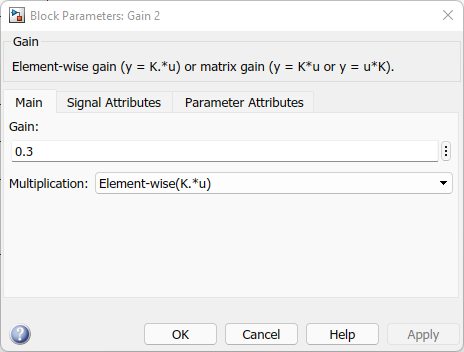 Block Parameters: Gain 2
Gain
Element-wise gain (y = K.*u) or matrix gain (y = K*u or y = u*K).
Main Signal Attributes Parameter Attributes
Gain:
0.3
Multiplication: Element-wise(K.*u)
? OK Cancel Help Apply